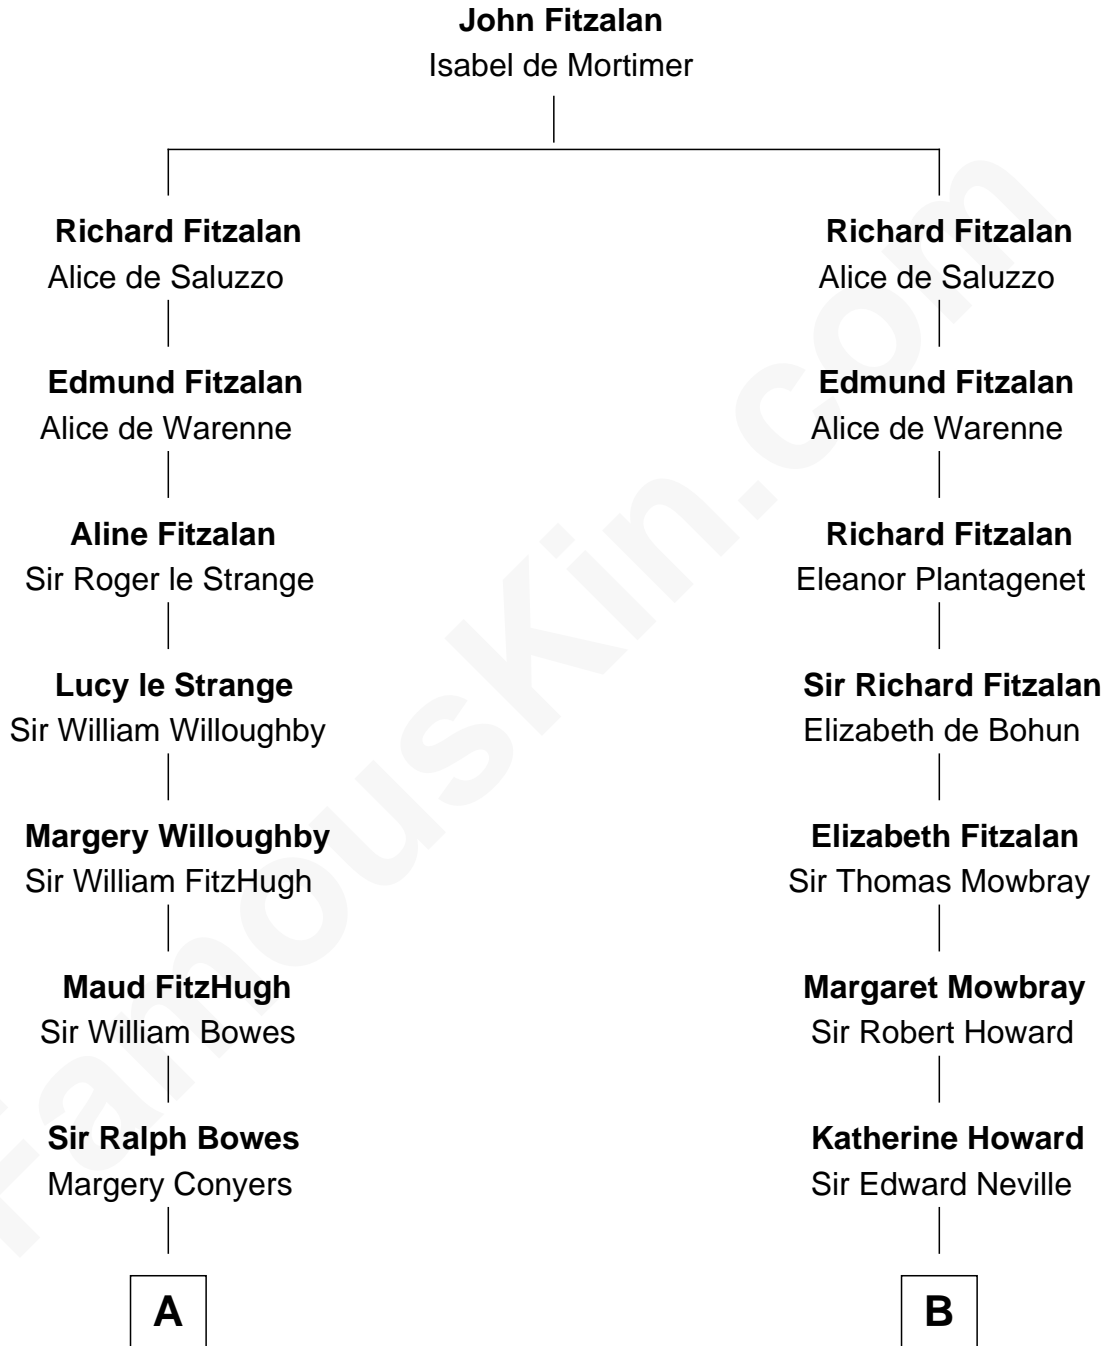 John Fitzalan
Isabel de Mortimer
Richard Fitzalan
Alice de Saluzzo
Edmund Fitzalan
Alice de Warenne
Aline Fitzalan
Sir Roger le Strange
Lucy le Strange
Sir William Willoughby
Margery Willoughby
Sir William FitzHugh
Maud FitzHugh
Sir William Bowes
Sir Ralph Bowes
Margery Conyers
A
Richard Fitzalan
Alice de Saluzzo
Edmund Fitzalan
Alice de Warenne
Richard Fitzalan
Eleanor Plantagenet
Sir Richard Fitzalan
Elizabeth de Bohun
Elizabeth Fitzalan
Sir Thomas Mowbray
Margaret Mowbray
Sir Robert Howard
Katherine Howard
Sir Edward Neville
B
FamousKin.com